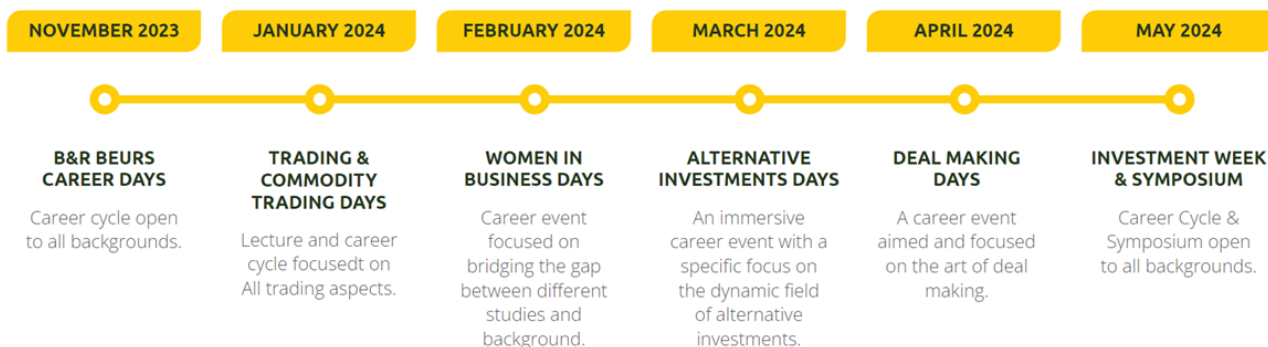 NOVEMBER 2023
JANUARY 2024
FEBRUARY 2024
MARCH 2024
APRIL 2024
MAY 2024
B&R BEURS
CAREER DAYS
Career cycle open
to all backgrounds.
TRADING &
COMMODITY
TRADING DAYS
Lecture and career
cycle focusedt on
All trading aspects.
WOMEN IN
BUSINESS DAYS
Career event
focused on
bridging the gap
between different
studies and
background.
ALTERNATIVE
INVESTMENTS DAYS
An immersive
career event with a
specific focus on
the dynamic field
of alternative
investments.
DEAL MAKING
DAYS
A career event
aimed and focused
on the art of deal
making.
INVESTMENT WEEK
& SYMPOSIUM
Career Cycle &
Symposium open
to all backgrounds.